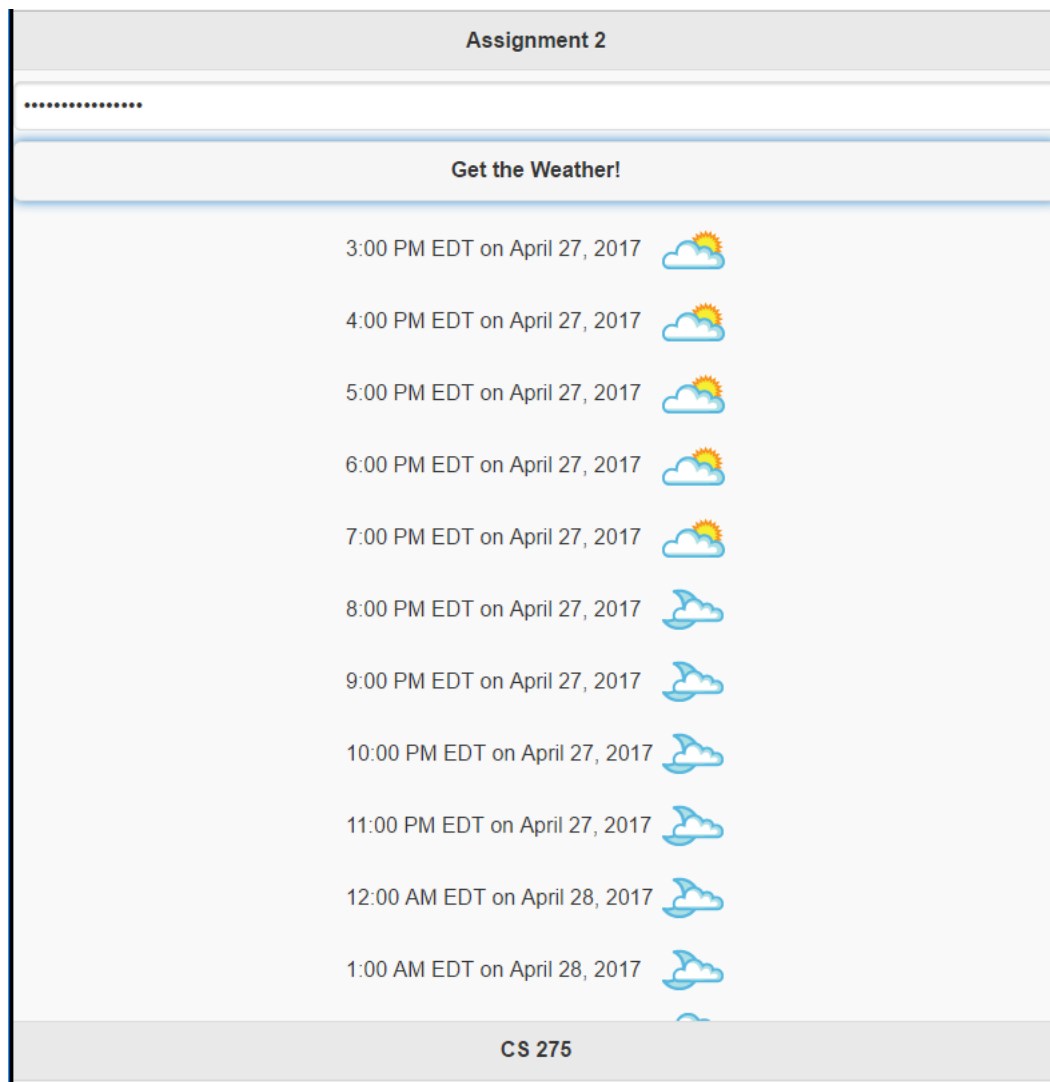 Assignment 2
••••••••••••••••
Get the Weather!
3:00 PM EDT on April 27, 2017
4:00 PM EDT on April 27, 2017
5:00 PM EDT on April 27, 2017
6:00 PM EDT on April 27, 2017
7:00 PM EDT on April 27, 2017
8:00 PM EDT on April 27, 2017
9:00 PM EDT on April 27, 2017
10:00 PM EDT on April 27, 2017
11:00 PM EDT on April 27, 2017
12:00 AM EDT on April 28, 2017
1:00 AM EDT on April 28, 2017
CS 275